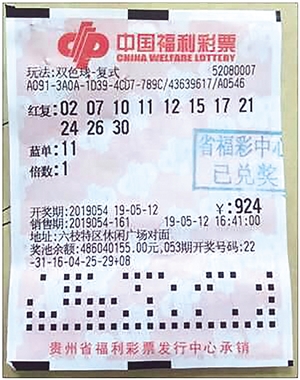 中国福利彩票
CHINA WELFARE LOTTERY
玩法:双色球-复式 52080007
A091-3A0A-1D39-4CD7-789C/43639617/A0546
红复:02 07 10 11 12 15 17 21
24 26 30
蓝单:11
倍数:1
省福彩中心
已兑奖
开奖期:2019054 19-05-12 ¥:924
销售期:2019054-161 19-05-12 16:41:00
地址:六枝特区休闲广场对面
奖池余额:486040155.00元,053期开奖号码:22
-31-16-04-25-29+08
贵州省福利彩票发行中心承销